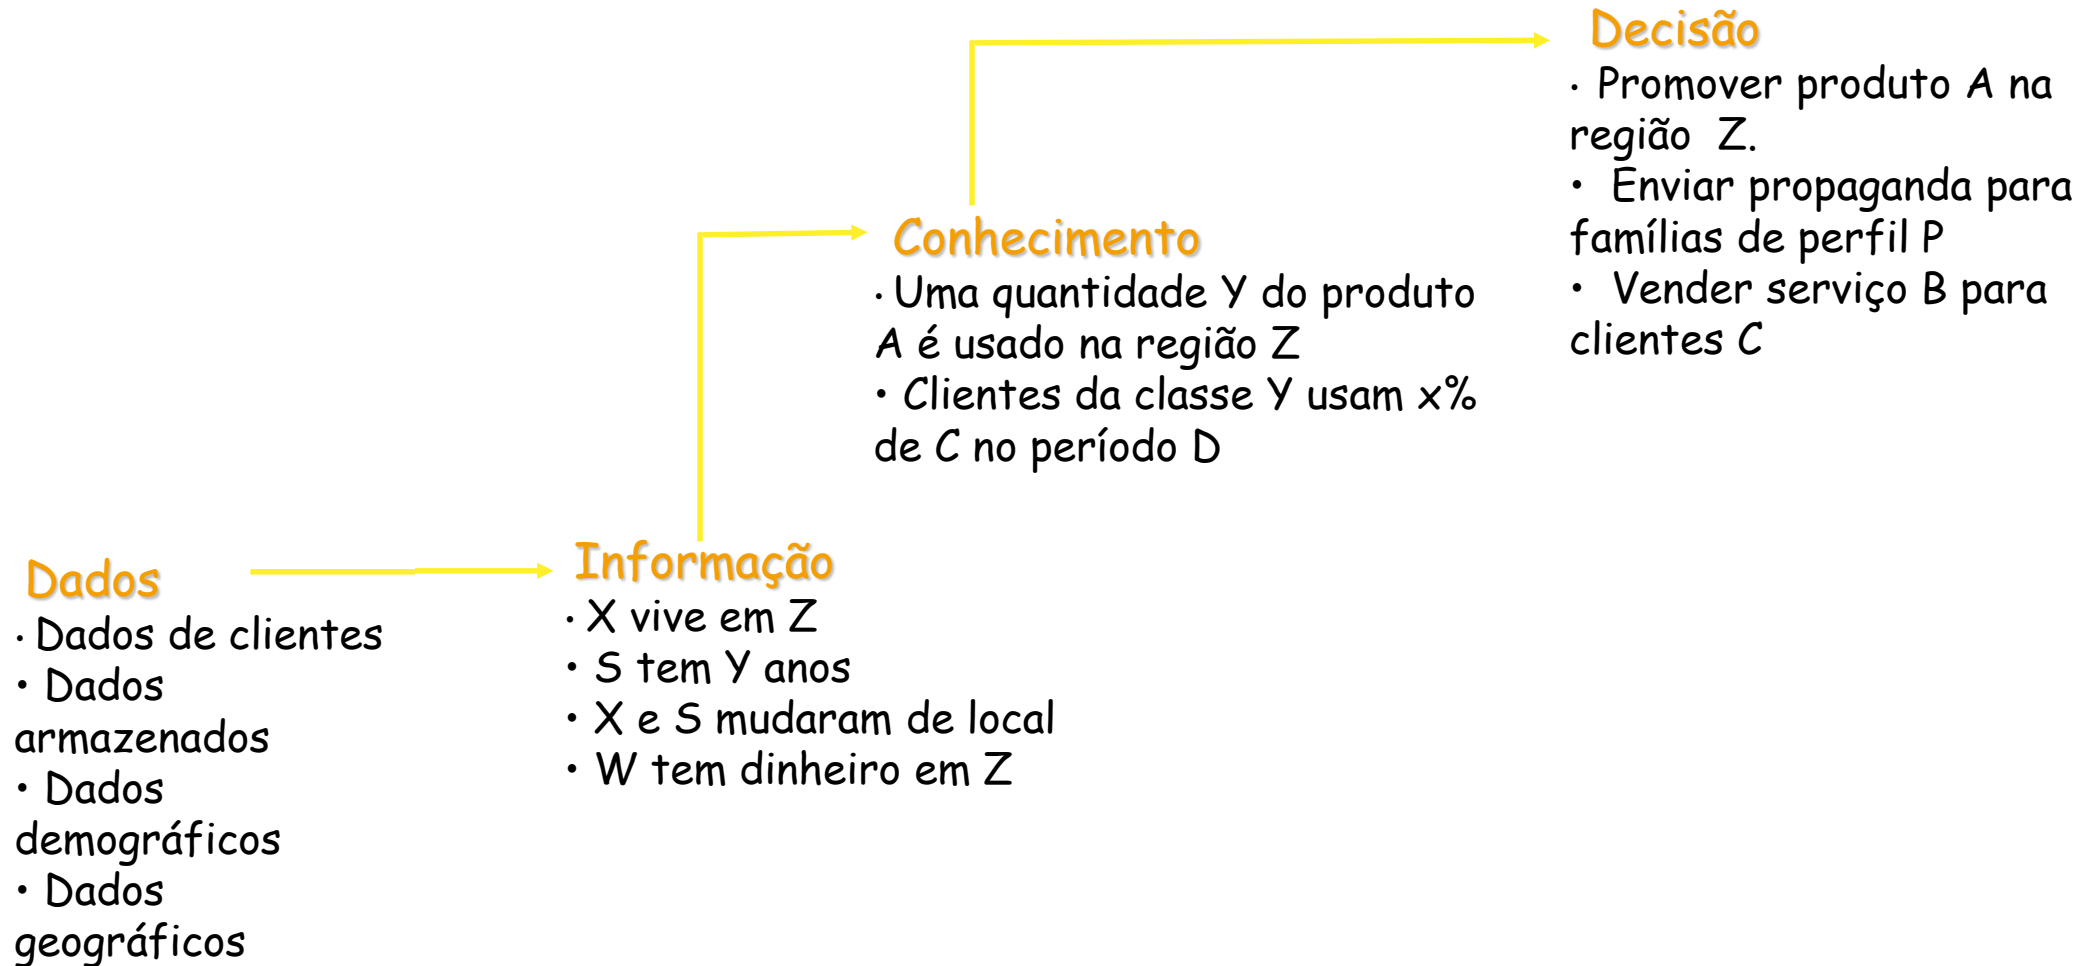 Decisão
• Promover produto A na
região Z.
• Enviar propaganda para
famílias de perfil P
• Vender serviço B para
clientes C
Conhecimento
• Uma quantidade Y do produto
A é usado na região Z
• Clientes da classe Y usam x%
de C no período D
Informação
• X vive em Z
• S tem Y anos
• X e S mudaram de local
• W tem dinheiro em Z
Dados
• Dados de clientes
• Dados
armazenados
• Dados
demográficos
• Dados
geográficos